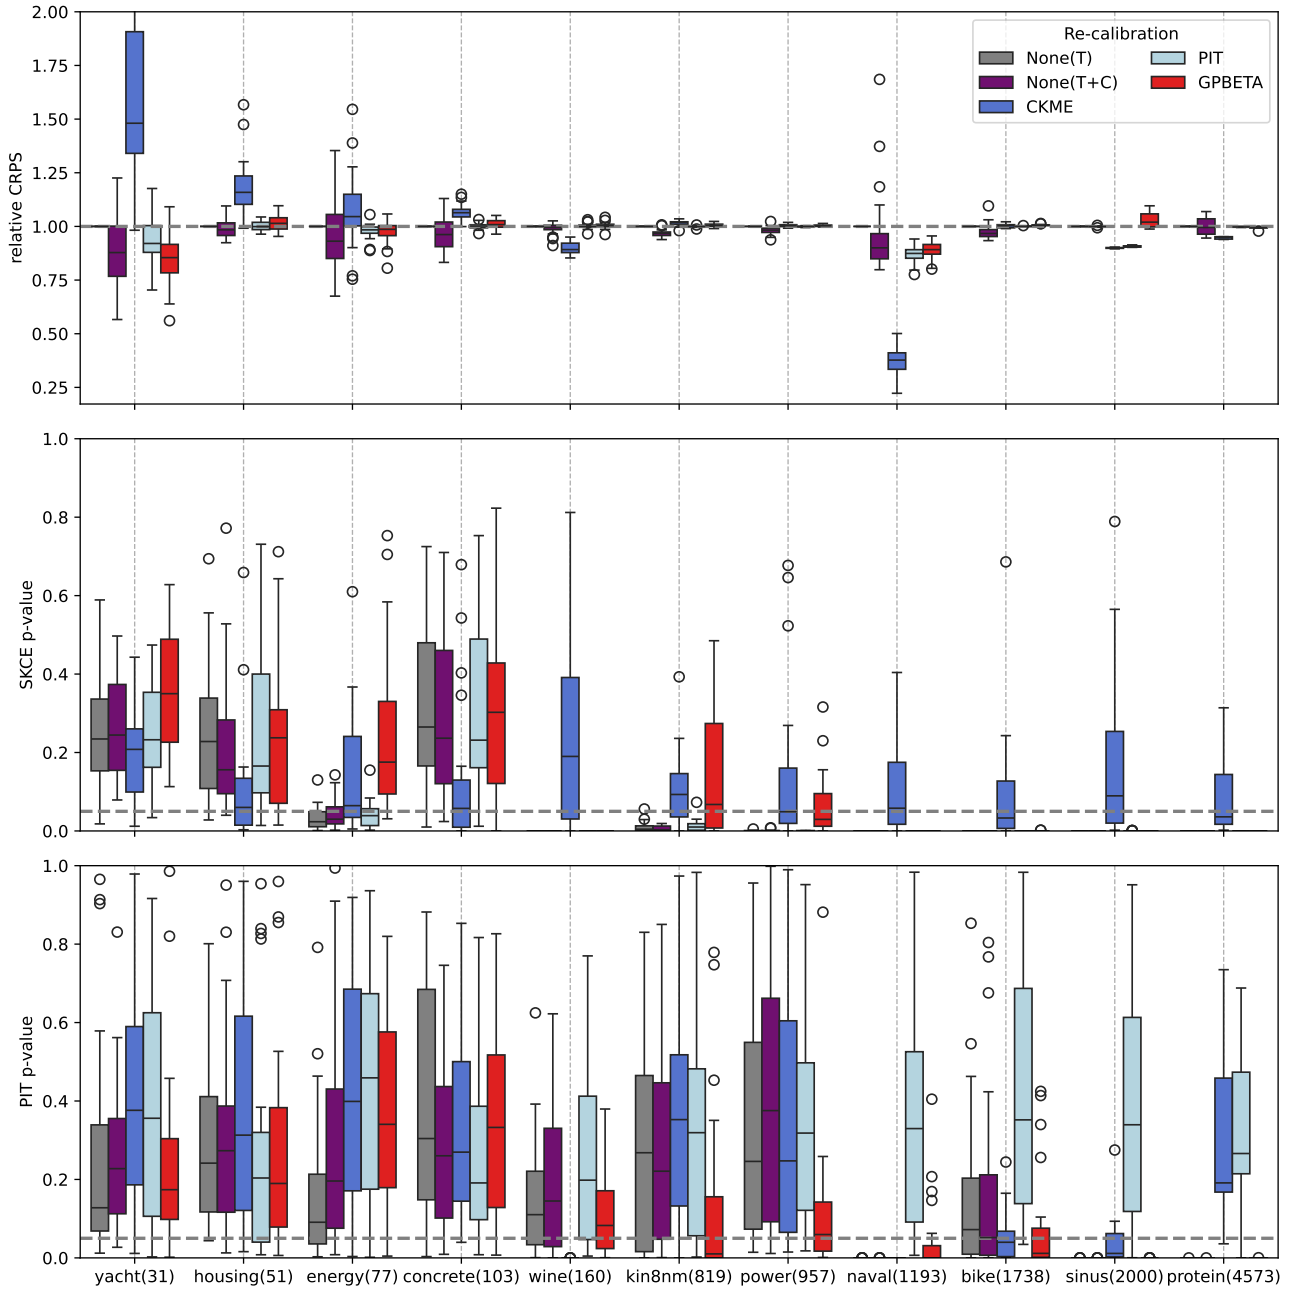 2.00
1.75
1.50
1.25
1.00
0.75
0.50
0.25
relative CRPS
Re-calibration
None(T)
None(T+C)
CKME
PIT
GPBETA
1.0
0.8
0.6
0.4
0.2
0.0
SKCE p-value
1.0
0.8
0.6
0.4
0.2
0.0
PIT p-value
yacht(31) housing(51) energy(77) concrete(103) wine(160) kin8nm(819) power(957) naval(1193) bike(1738) sinus(2000) protein(4573)